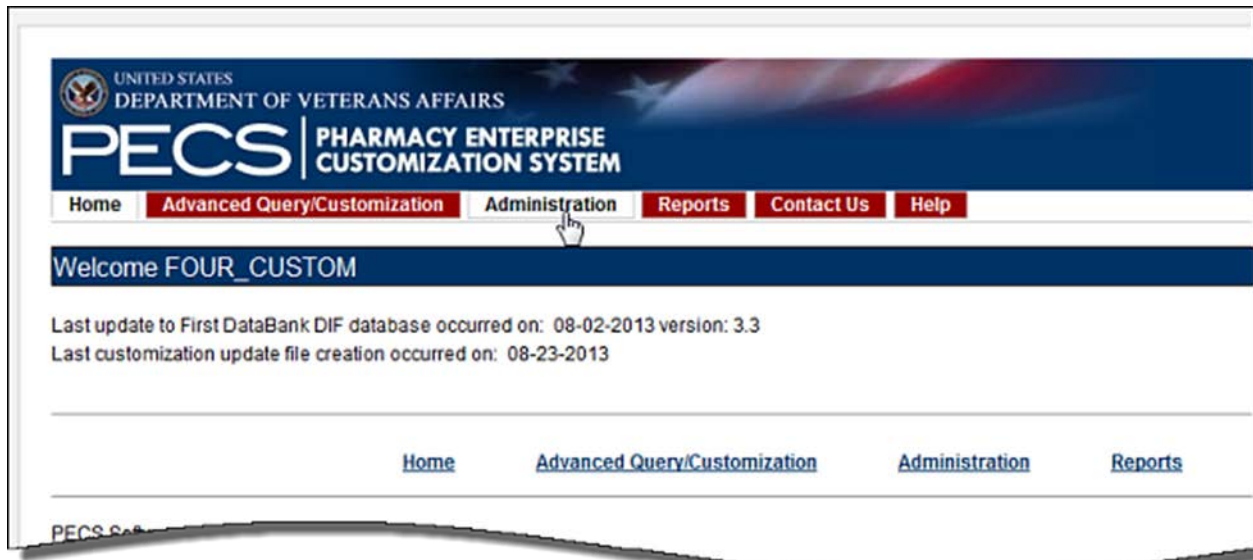 UNITED STATES
DEPARTMENT OF VETERANS AFFAIRS
PECS PHARMACY ENTERPRISE
CUSTOMIZATION SYSTEM
Home Advanced Query/Customization Administration Reports Contact Us Help
Welcome FOUR_CUSTOM
Last update to First DataBank DIF database occurred on: 08-02-2013 version: 3.3
Last customization update file creation occurred on: 08-23-2013
Home Advanced Query/Customization Administration Reports
PECS